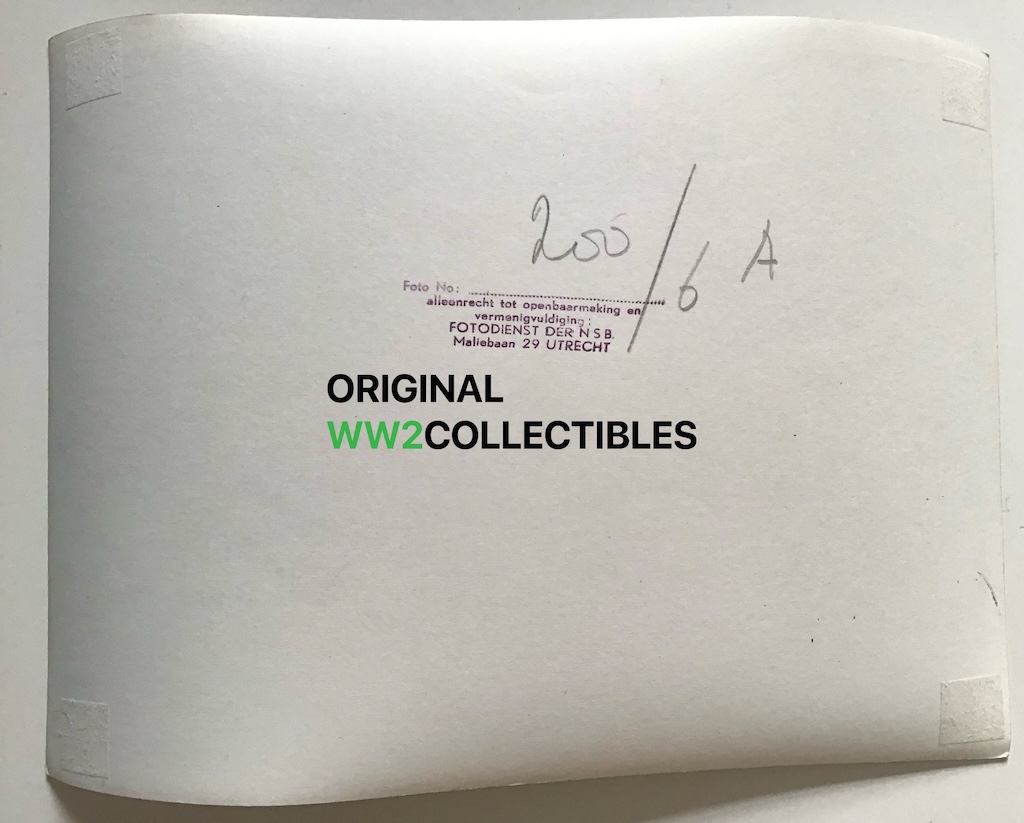 200/6 A
Foto No:
alleenrecht tot openbaarmaking en
vermenigvuldiging:
FOTODIENST DER N S B.
Maliebaan 29 UTRECHT
ORIGINAL
WW2COLLECTIBLES